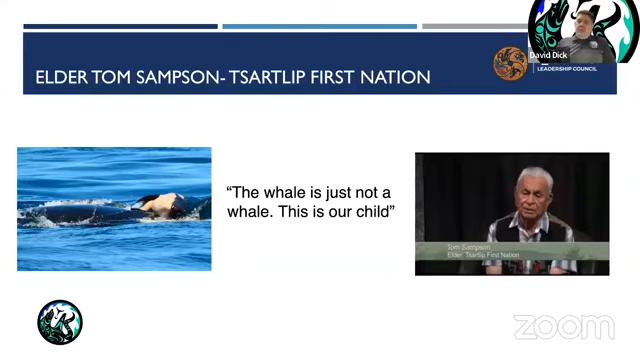 David Dick
LEADERSHIP COUNCIL
ELDER TOM SAMPSON- TSARTLIP FIRST NATION
“The whale is just not a
whale. This is our child”
Tom Sampson
Elder, Tsartlip First Nation
zoom